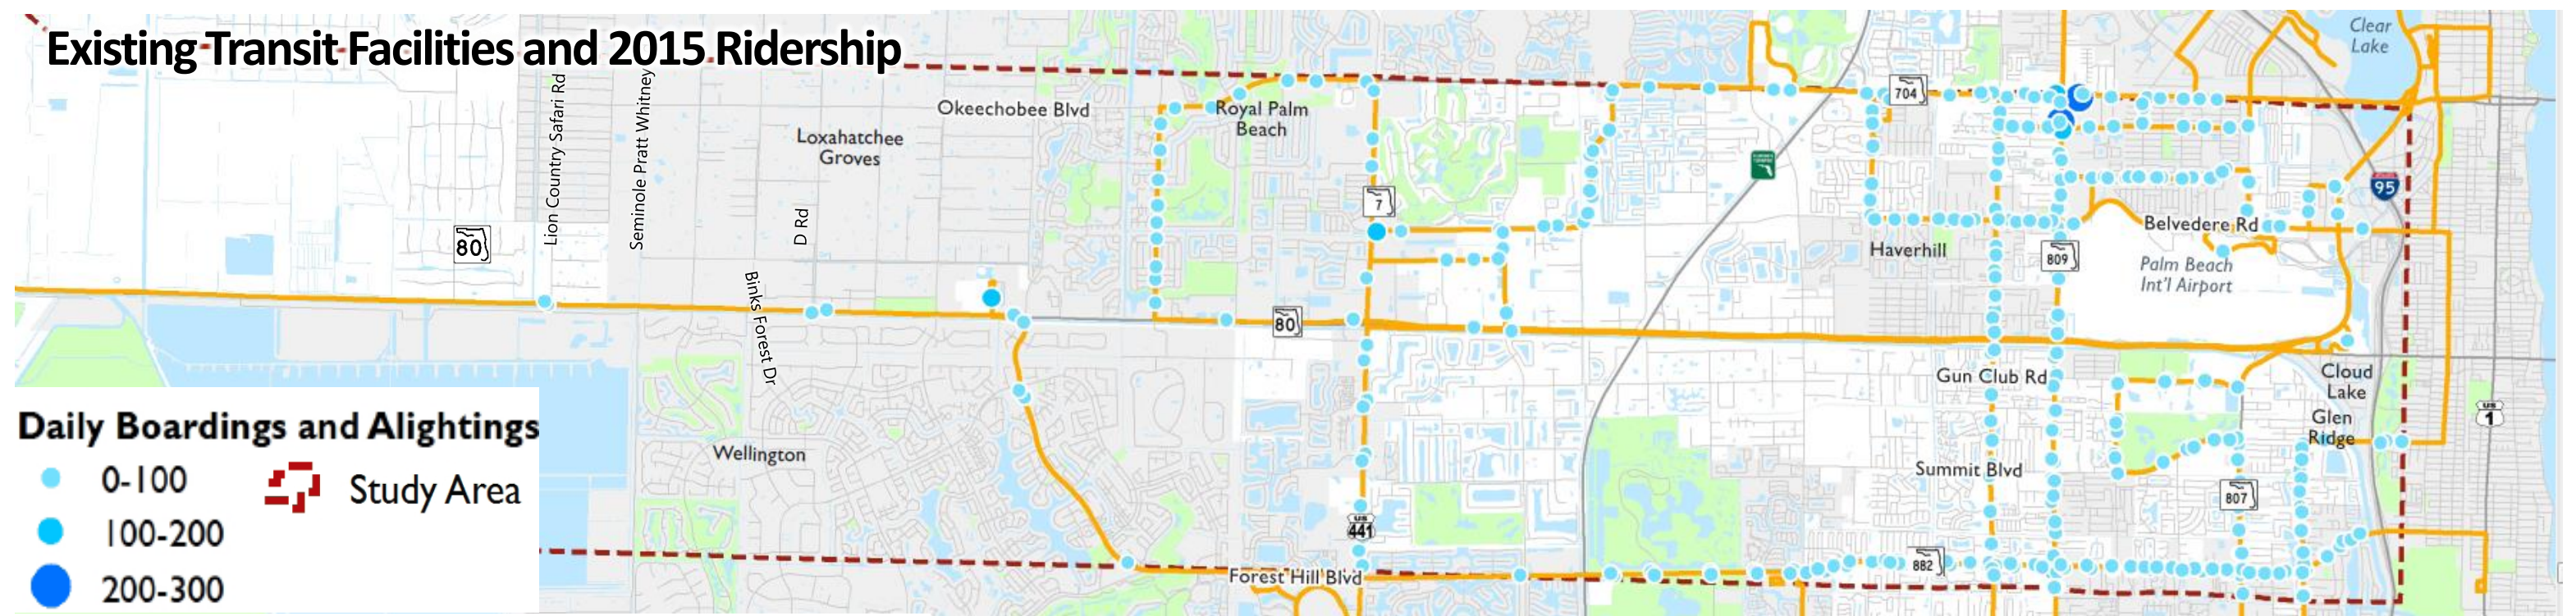 Existing Transit Facilities and 2015 Ridership
Clear
Lake
Lion Country Safari Rd
Seminole Pratt Whitney
Okeechobee Blvd
Royal Palm
Beach
704
Loxahatchee
Groves
95
7
D Rd
80
Belvedere Rd
Haverhill
809
Palm Beach
Int'l Airport
Binks Forest Dr
80
Gun Club Rd
Cloud
Lake
Glen
Ridge
US
1
Wellington
Summit Blvd
807
US
441
882
Forest Hill Blvd
Daily Boardings and Alightings
0-100
Study Area
100-200
200-300